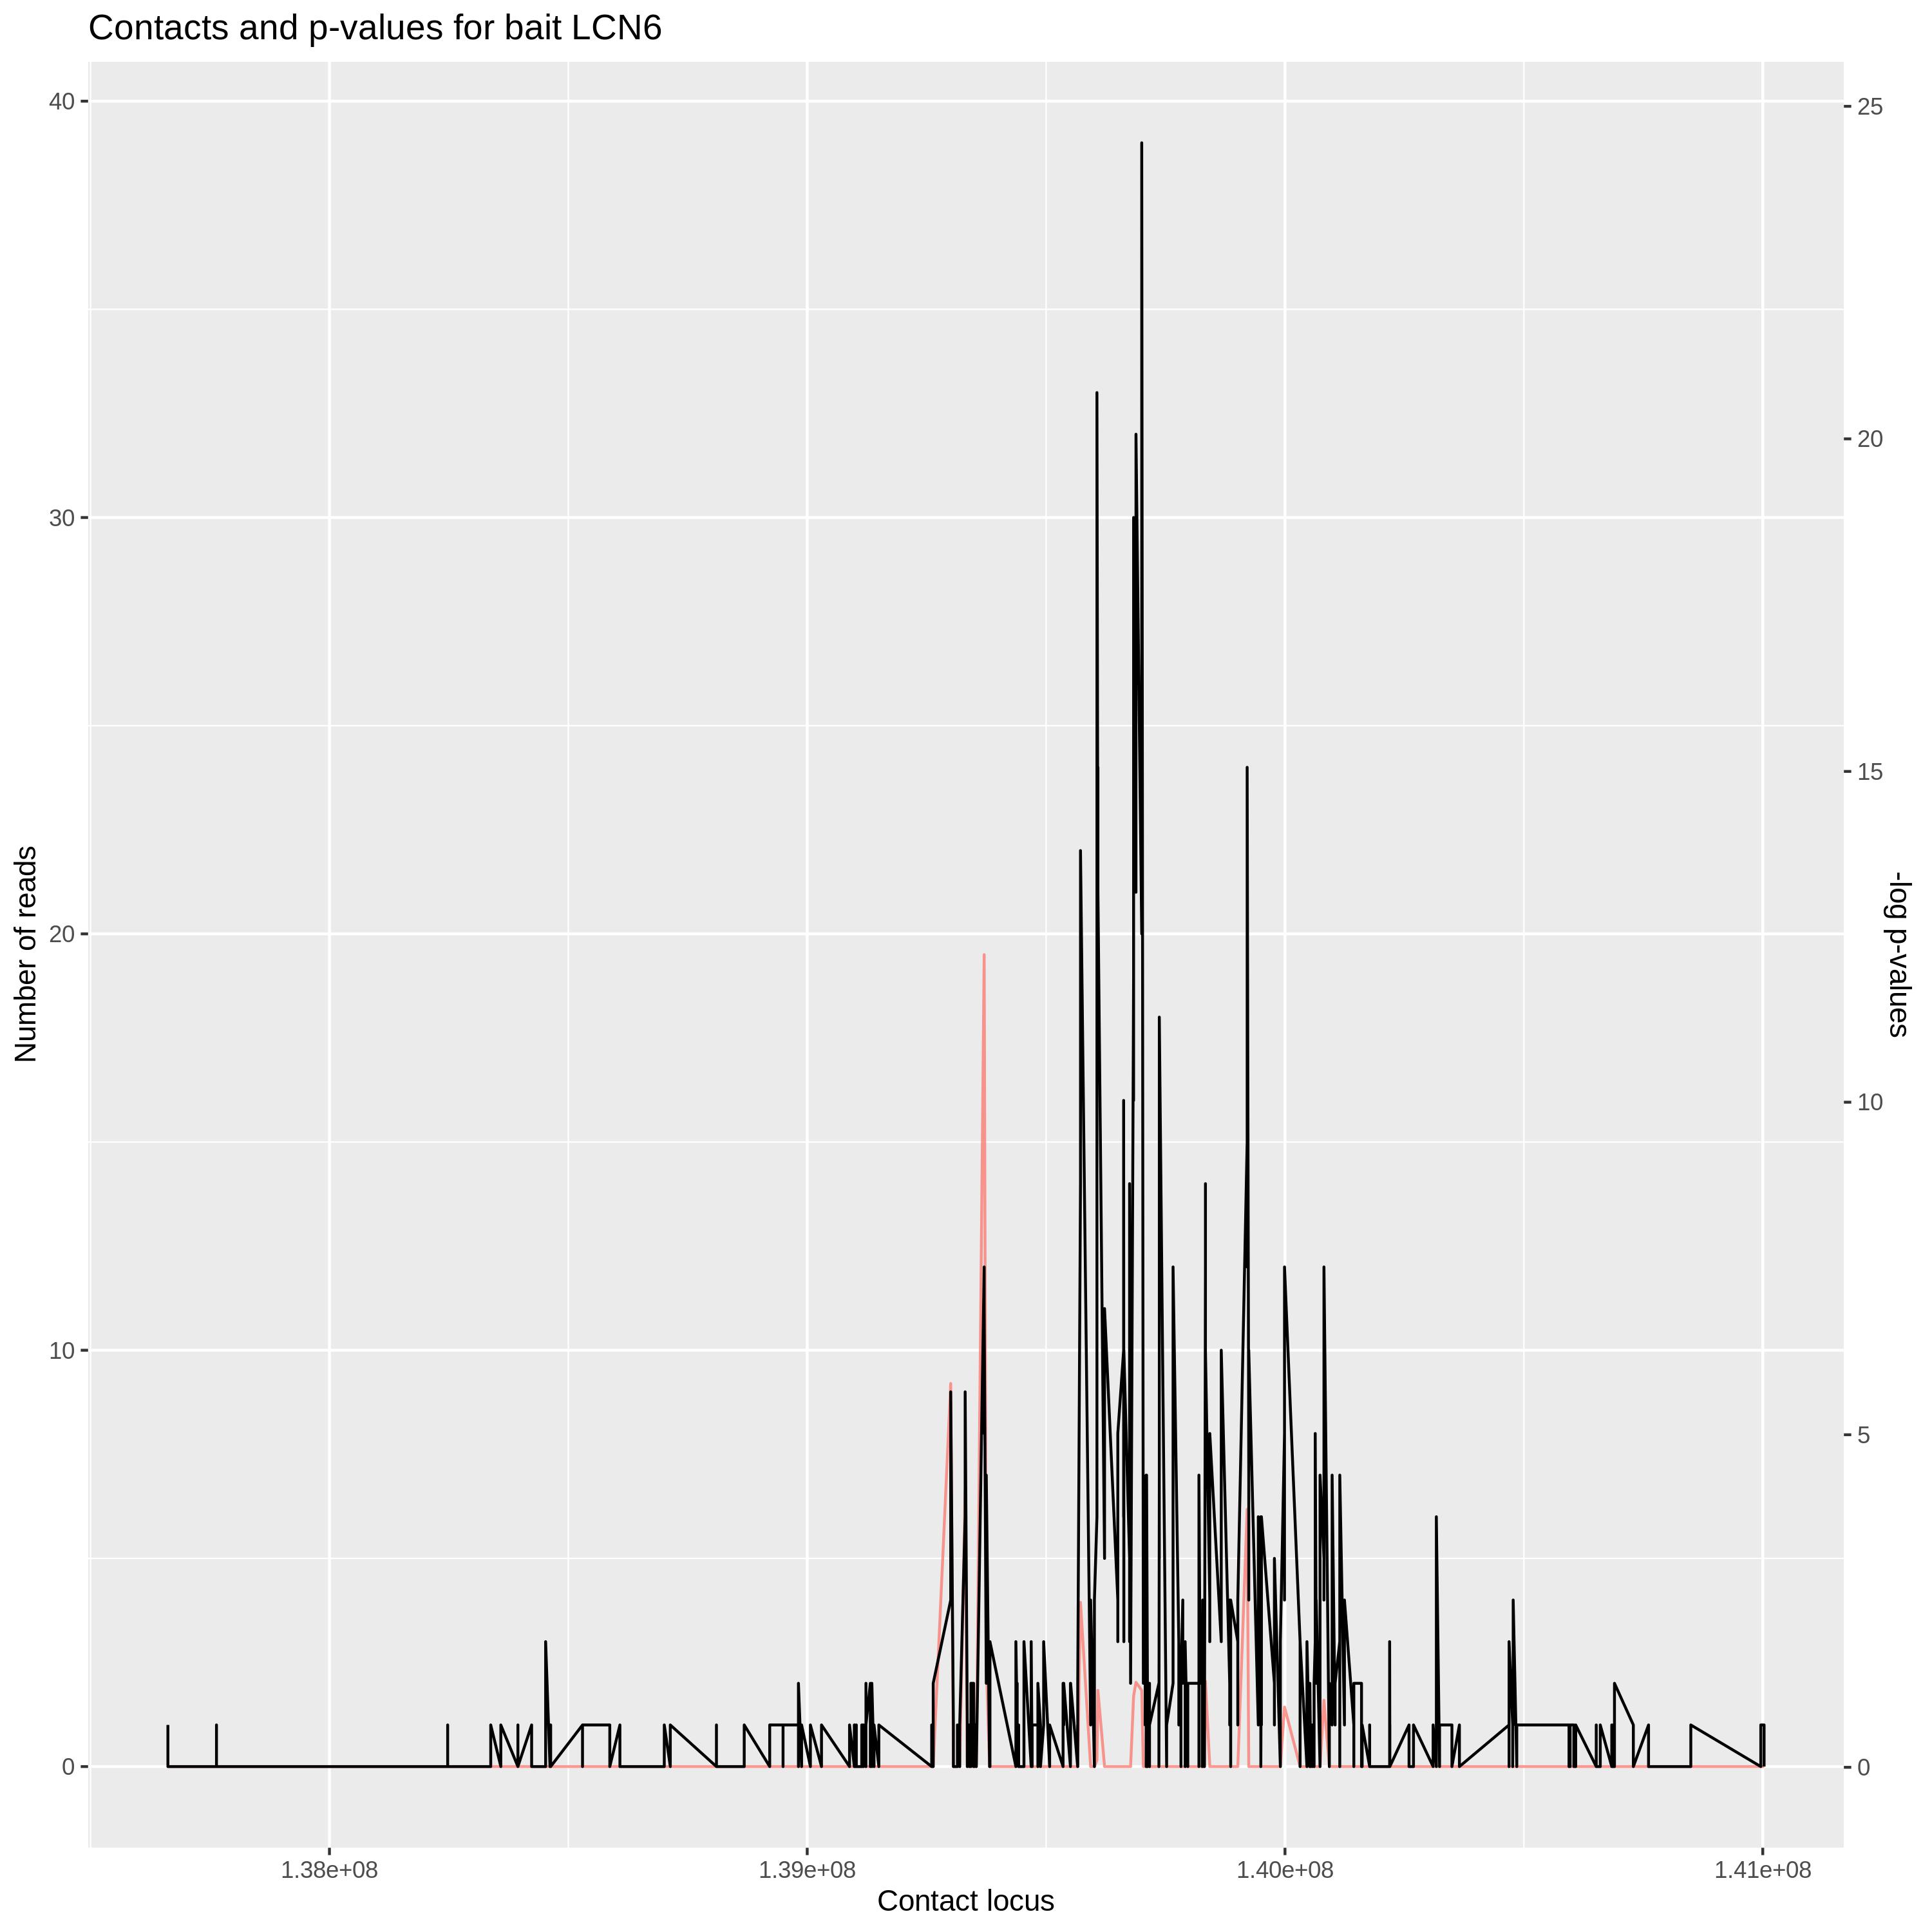 Contacts and p-values for bait LCN6
40
30
20
10
0
25
20
15
10
5
0
Number of reads
-log p-values
1.38e+08 1.39e+08 1.40e+08 1.41e+08
Contact locus